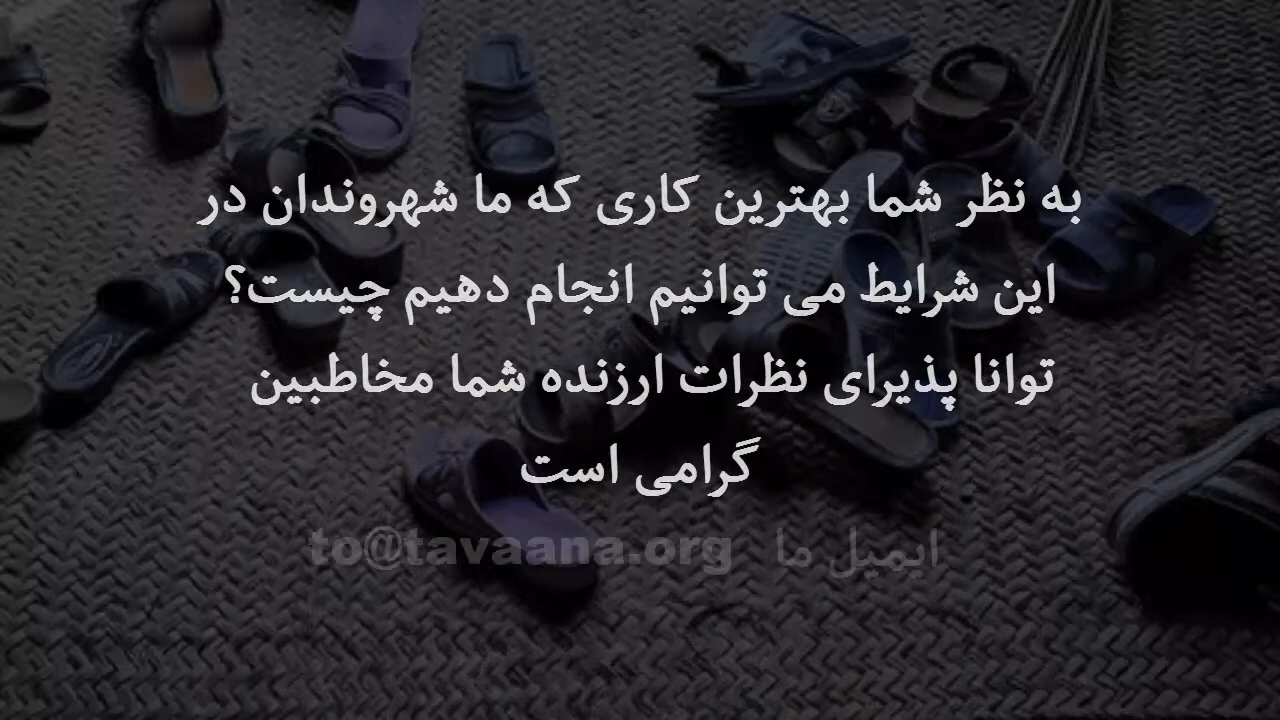 به نظر شما بهترین کاری که ما شهروندان در
این شرایط می توانیم انجام دهیم چیست؟
توانا پذیرای نظرات ارزنده شما مخاطبین
گرامی است
ایمیل ما to@tavaana.org